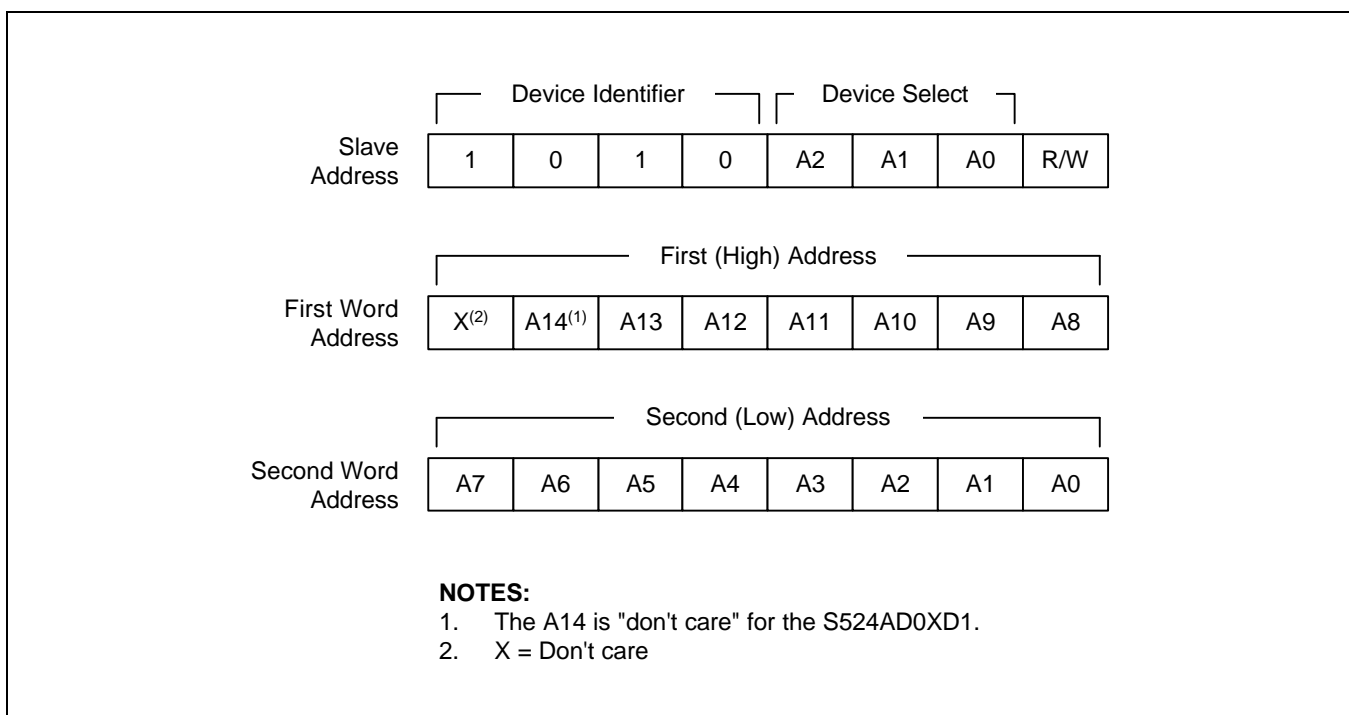 Device Identifier Device Select
Slave Address 1 0 1 0 A2 A1 A0 R/W
First (High) Address
First Word Address X(2) A14(1) A13 A12 A11 A10 A9 A8
Second (Low) Address
Second Word Address A7 A6 A5 A4 A3 A2 A1 A0
NOTES:
1. The A14 is "don't care" for the S524AD0XD1.
2. X = Don't care